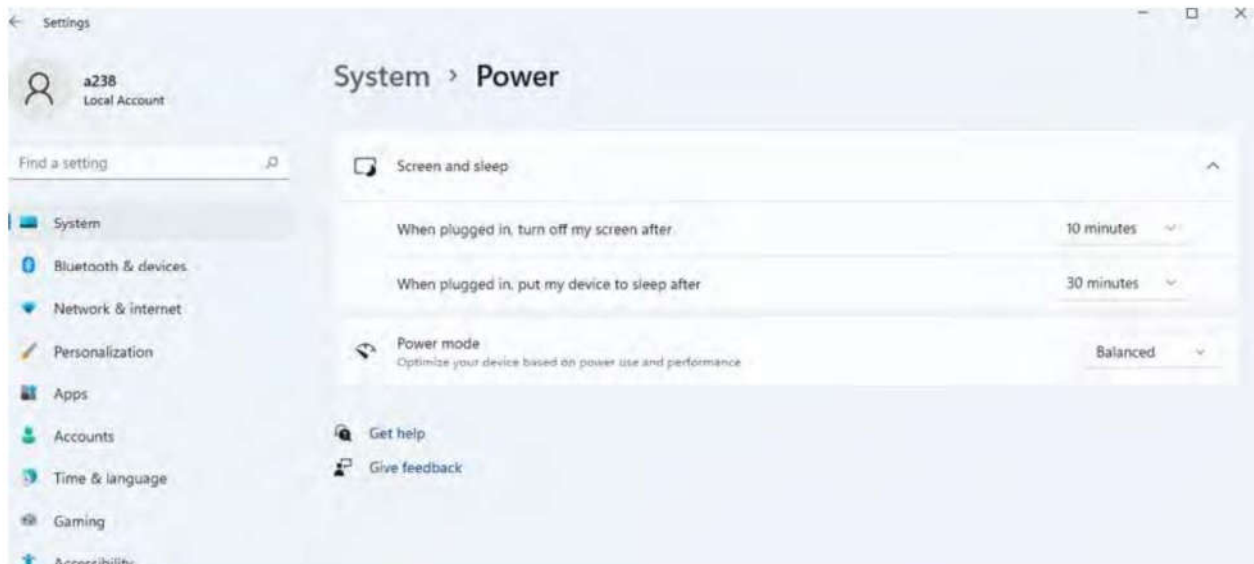 Settings
a238
Local Account
Find a setting
System
Bluetooth & devices
Network & internet
Personalization
Apps
Accounts
Time & language
Gaming
Accessibility
System > Power
Screen and sleep
When plugged in, turn off my screen after
10 minutes
When plugged in, put my device to sleep after
30 minutes
Power mode
Optimize your device based on power use and performance
Balanced
Get help
Give feedback